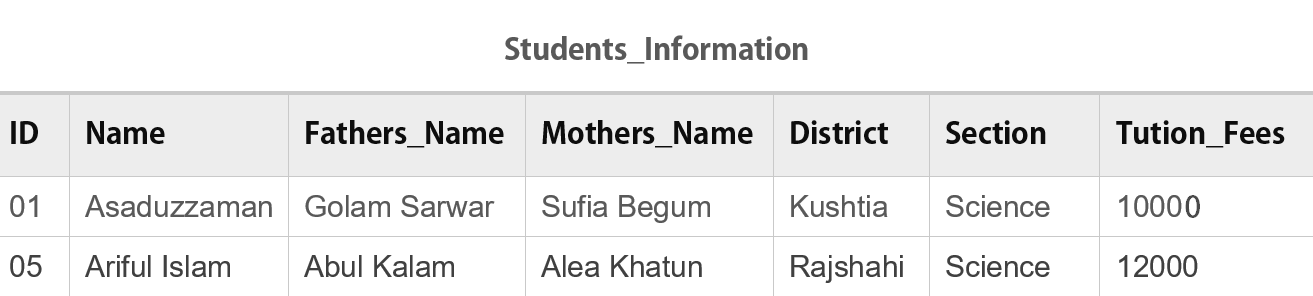 Students_Information
ID Name Fathers_Name Mothers_Name District Section Tution_Fees
01 Asaduzzaman Golam Sarwar Sufia Begum Kushtia Science 10000
05 Ariful Islam Abul Kalam Alea Khatun Rajshahi Science 12000